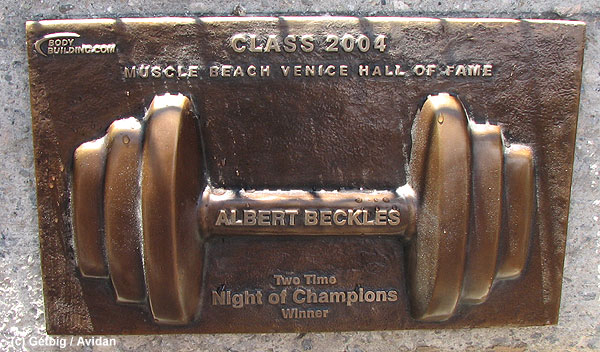 BODY
BUILDING.COM
CLASS 2004
MUSCLE BEACH VENICE HALL OF FAME
ALBERT BECKLES
Two Time
Night of Champions
Winner
(c) Getbig / Avidan